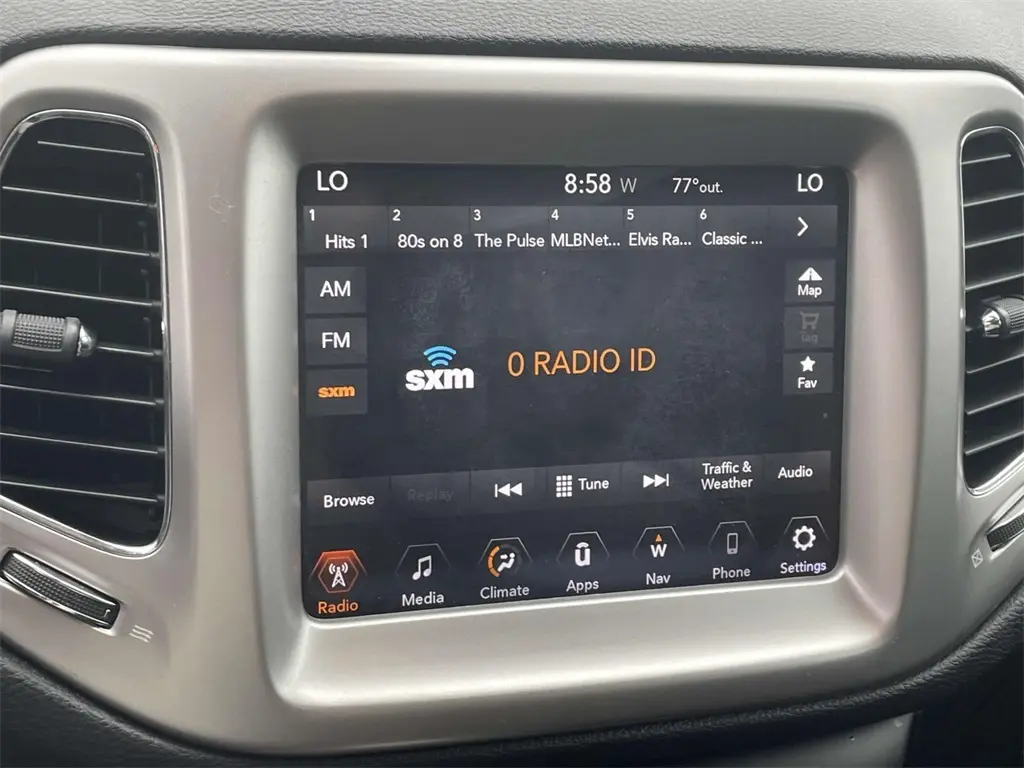 LO 8:58 W 77°out. LO
1 2 3 4 5 6
Hits 1 80s on 8 The Pulse MLBNet... Elvis Ra... Classic ...
AM
Map
FM
Tag
sxm 0 RADIO ID
Fav
sxm
Browse Replay Tune Traffic & Weather Audio
Radio Media Climate Apps Nav Phone Settings
ü
W